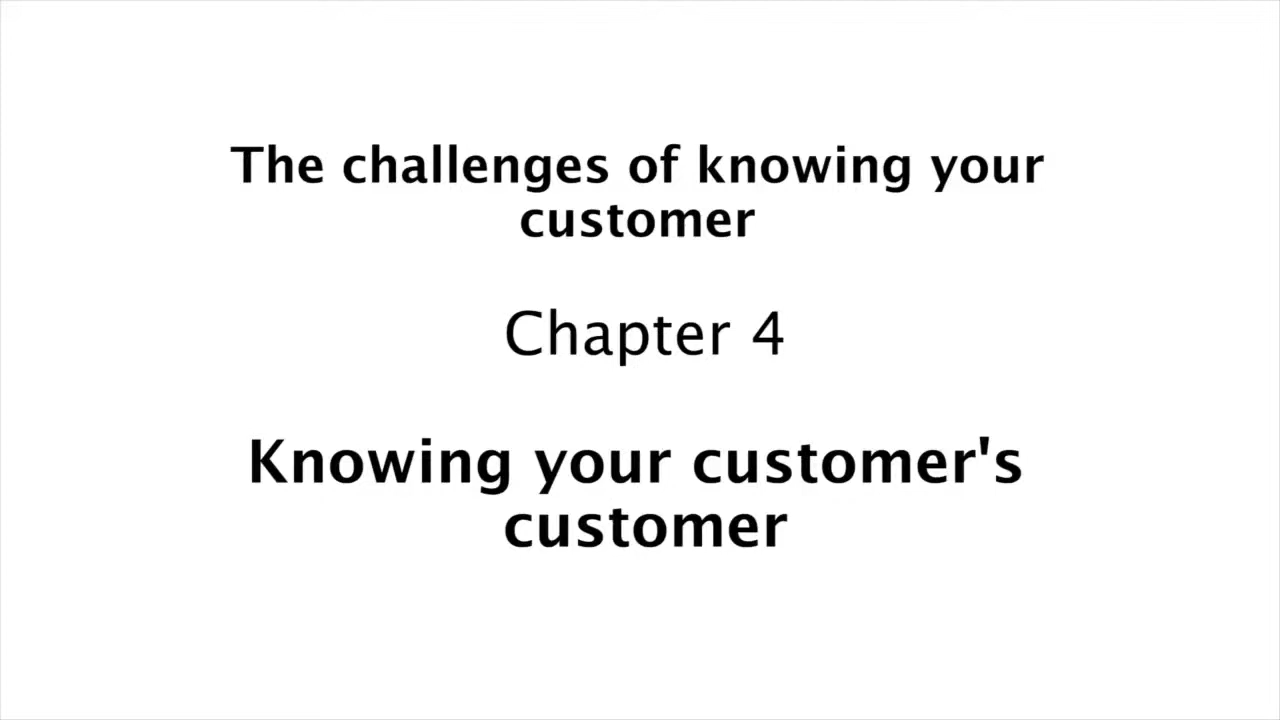 The challenges of knowing your
customer
Chapter 4
Knowing your customer's
customer